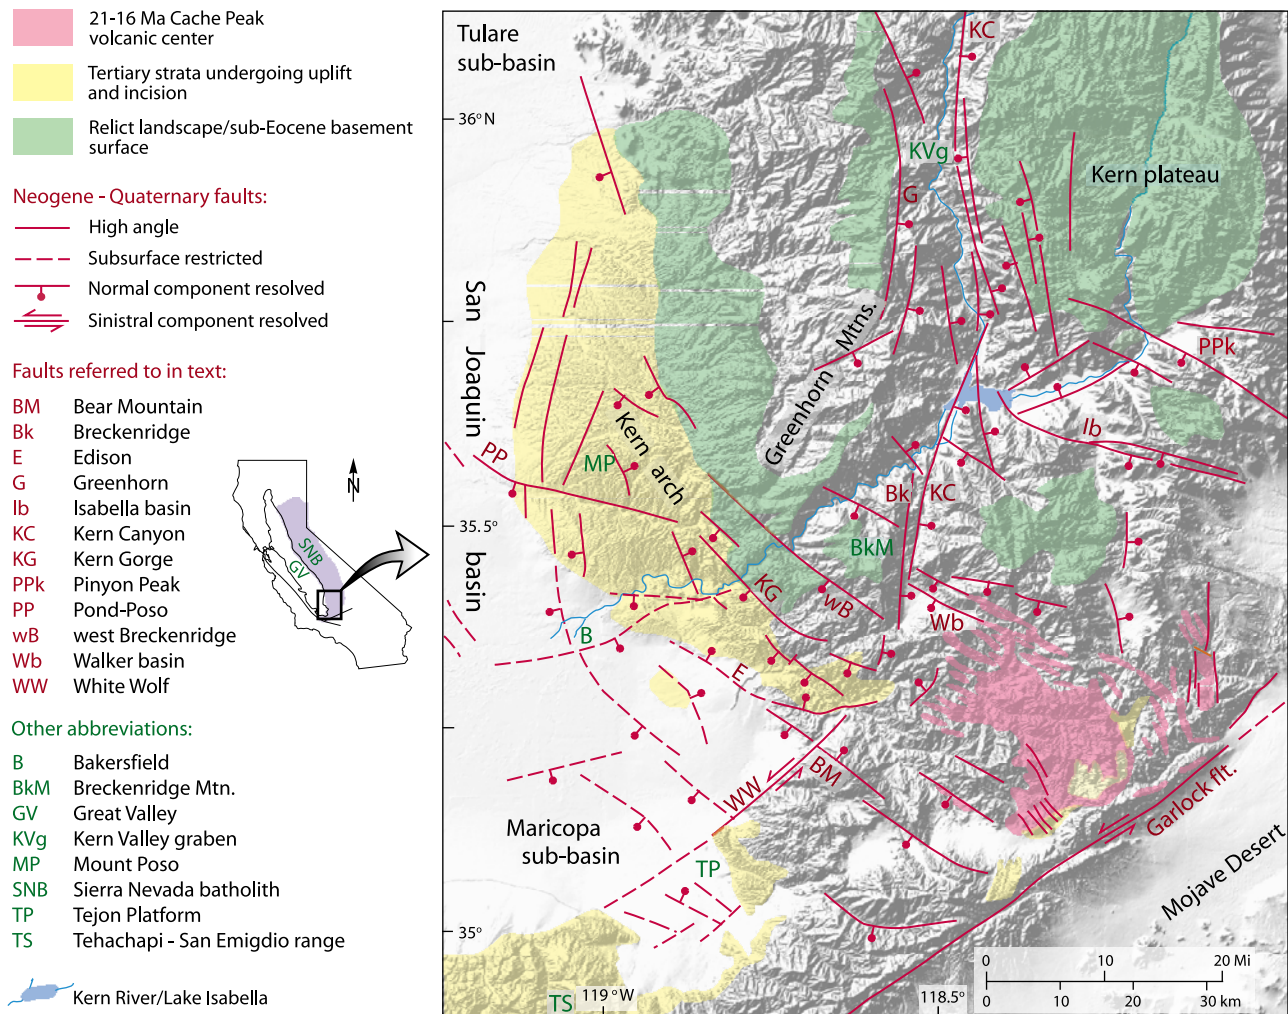 21-16 Ma Cache Peak
volcanic center
Tertiary strata undergoing uplift
and incision
Relict landscape/sub-Eocene basement
surface
Neogene - Quaternary faults:
High angle
Subsurface restricted
Normal component resolved
Sinistral component resolved
Faults referred to in text:
BM Bear Mountain
Bk Breckenridge
E Edison
G Greenhorn
Ib Isabella basin
KC Kern Canyon
KG Kern Gorge
PPk Pinyon Peak
PP Pond-Poso
wB west Breckenridge
Wb Walker basin
WW White Wolf
Other abbreviations:
B Bakersfield
BkM Breckenridge Mtn.
GV Great Valley
KVg Kern Valley graben
MP Mount Poso
SNB Sierra Nevada batholith
TP Tejon Platform
TS Tehachapi - San Emigdio range
Kern River/Lake Isabella
N
SNB
GV
Tulare
sub-basin
KC
36°N
KVg
Kern plateau
G
San Joaquin basin
Greenhorn Mtns.
PPk
Kern arch
Ib
PP
MP
Bk
KC
35.5°
BkM
KG
wB
B
Wb
E
WW
BM
Garlock flt.
Maricopa
sub-basin
TP
Mojave Desert
35°
TS
119 °W
118.5°
0 10 20 Mi
0 10 20 30 km